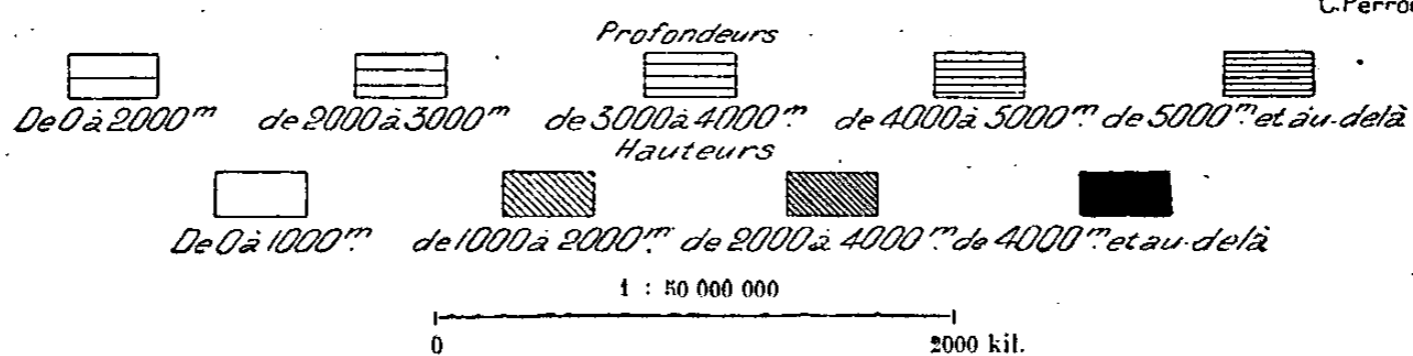 C. Perro
Profondeurs
De 0 à 2000m de 2000 à 3000m de 3000 à 4000m. de 4000 à 5000m. de 5000m. et au-delà
Hauteurs
De 0 à 1000m. de 1000 à 2000m. de 2000 à 4000m. de 4000m. et au-delà
1 : 50 000 000
0 2000 kil.